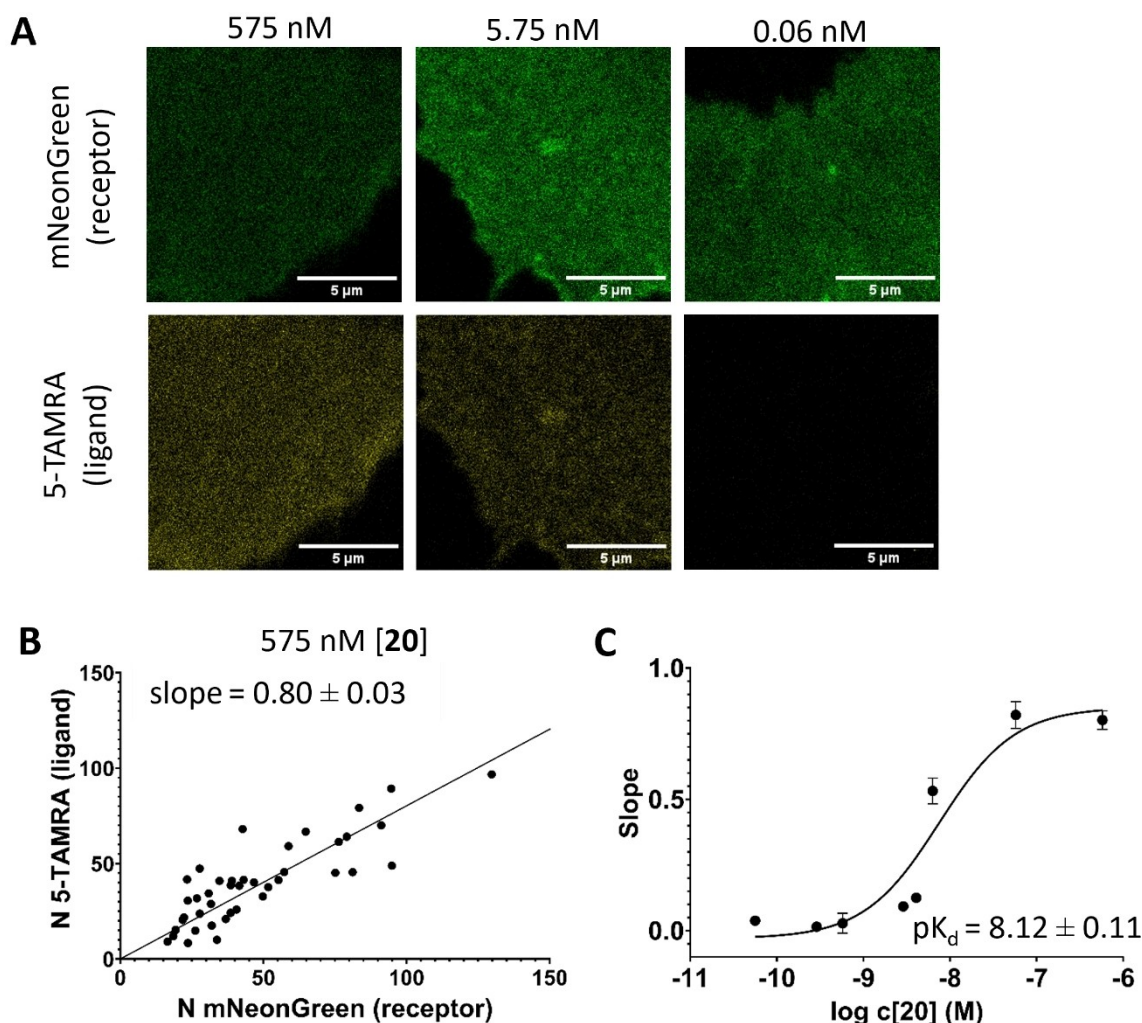 A
575 nM 5.75 nM 0.06 nM
mNeonGreen
(receptor)
5 µm 5 µm 5 µm
5-TAMRA
(ligand)
5 µm 5 µm 5 µm
B
575 nM [20]
slope = 0.80 ± 0.03
N 5-TAMRA (ligand)
150
100
50
0
0 50 100 150
N mNeonGreen (receptor)
C
Slope
1.0
0.5
0.0
pKd = 8.12 ± 0.11
-11 -10 -9 -8 -7 -6
log c[20] (M)